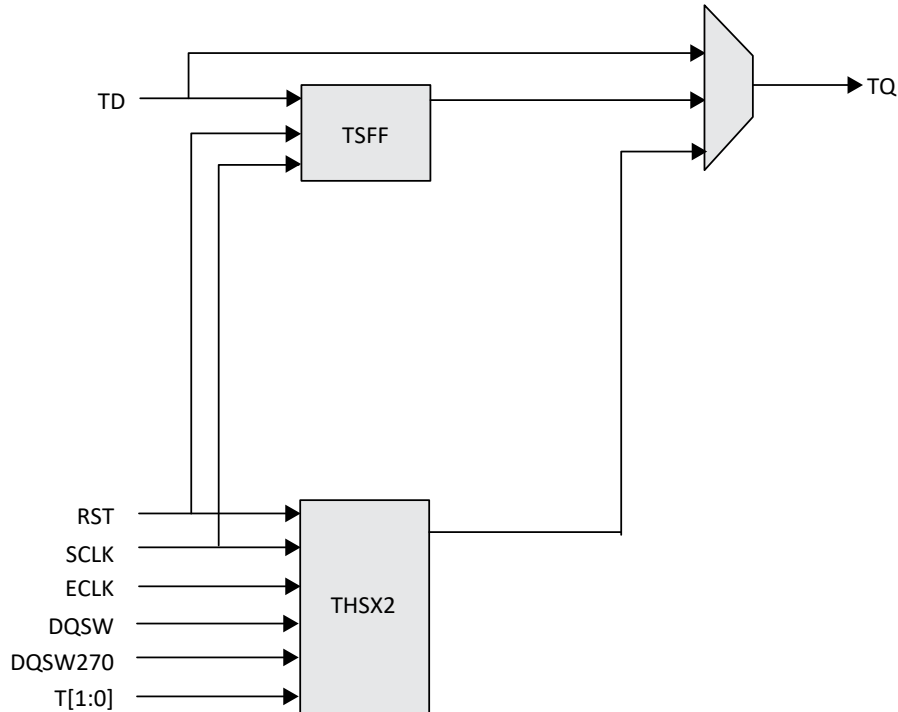 TD
TSFF
TQ
RST
SCLK
ECLK
DQSW
DQSW270
T[1:0]
THSX2